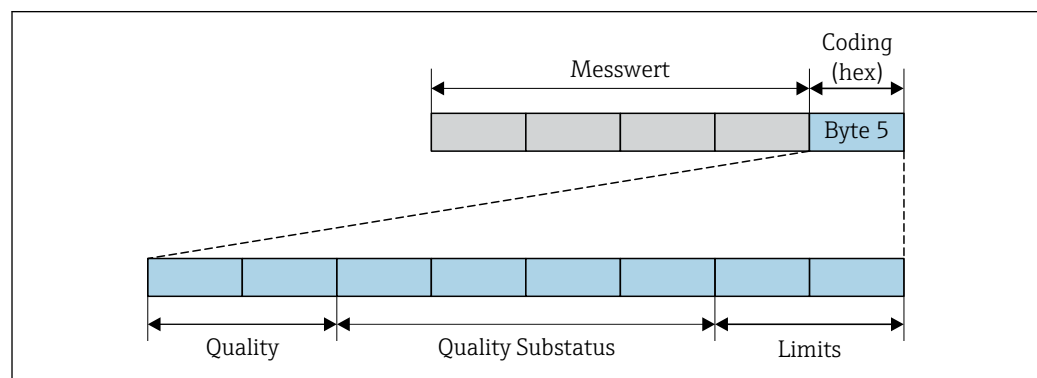 Coding
(hex)
Messwert
Byte 5
Quality
Quality Substatus
Limits